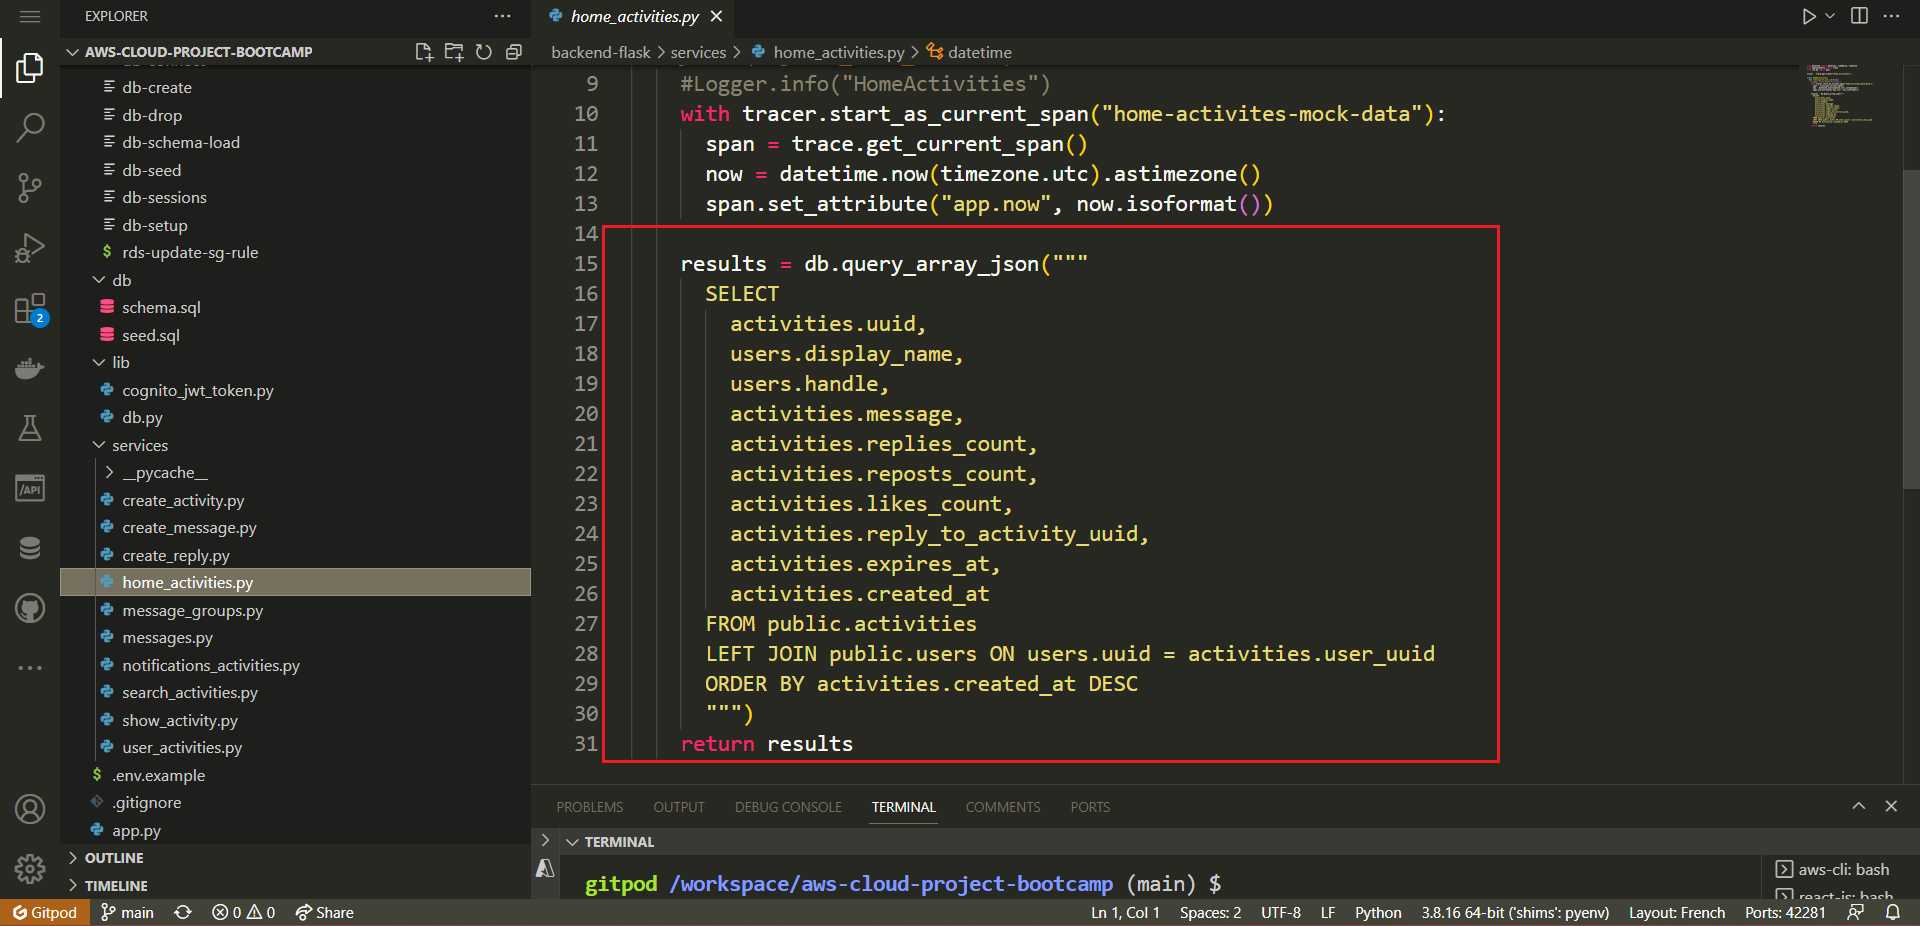 EXPLORER
home_activities.py
AWS-CLOUD-PROJECT-BOOTCAMP
backend-flask > services > home_activities.py > datetime
db-create
db-drop
db-schema-load
db-seed
db-sessions
db-setup
rds-update-sg-rule
db
schema.sql
seed.sql
lib
cognito_jwt_token.py
db.py
services
__pycache__
create_activity.py
create_message.py
create_reply.py
home_activities.py
message_groups.py
messages.py
notifications_activities.py
search_activities.py
show_activity.py
user_activities.py
.env.example
.gitignore
app.py
OUTLINE
TIMELINE
/API
2
9 #Logger.info("HomeActivities")
10 with tracer.start_as_current_span("home-activites-mock-data"):
11 span = trace.get_current_span()
12 now = datetime.now(timezone.utc).astimezone()
13 span.set_attribute("app.now", now.isoformat())
14
15 results = db.query_array_json("""
16 SELECT
17 activities.uuid,
18 users.display_name,
19 users.handle,
20 activities.message,
21 activities.replies_count,
22 activities.reposts_count,
23 activities.likes_count,
24 activities.reply_to_activity_uuid,
25 activities.expires_at,
26 activities.created_at
27 FROM public.activities
28 LEFT JOIN public.users ON users.uuid = activities.user_uuid
29 ORDER BY activities.created_at DESC
30 """)
31 return results
PROBLEMS OUTPUT DEBUG CONSOLE TERMINAL COMMENTS PORTS
TERMINAL
gitpod /workspace/aws-cloud-project-bootcamp (main) $
aws-cli: bash
react-js: bash
Gitpod main 0 0 Share Ln 1, Col 1 Spaces: 2 UTF-8 LF Python 3.8.16 64-bit ('shims': pyenv) Layout: French Ports: 42281